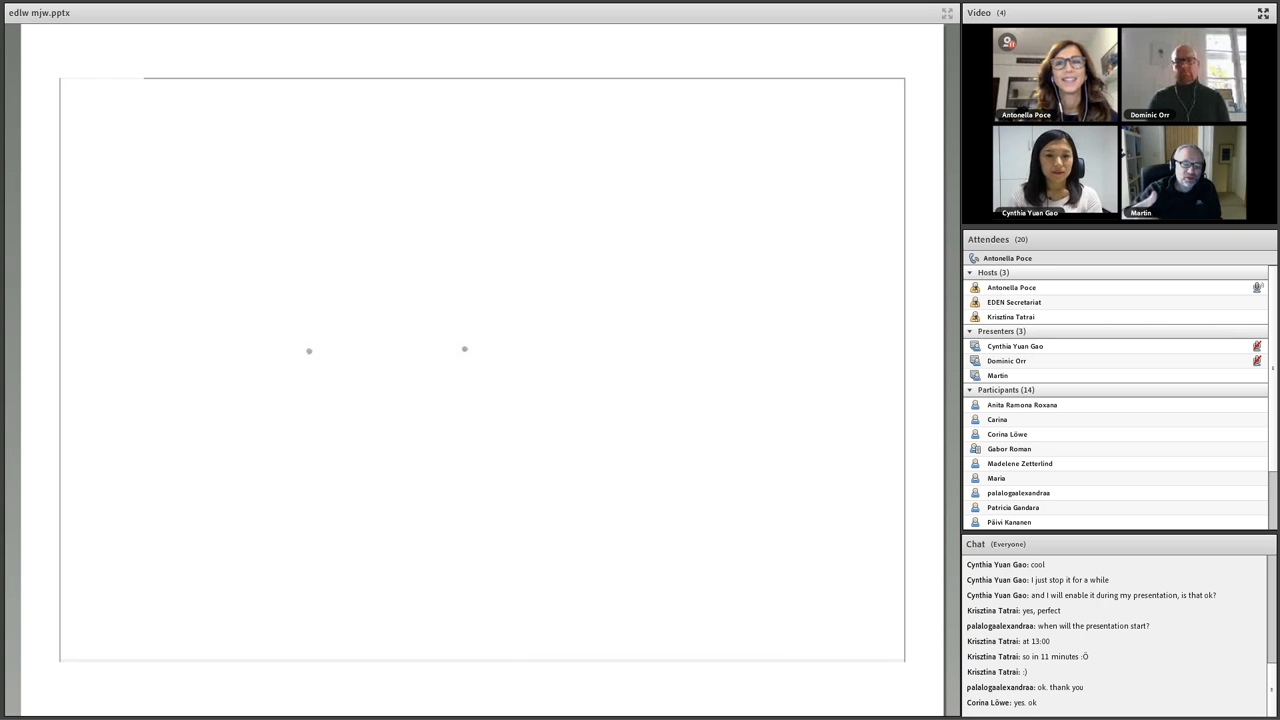 edlw mjw.pptx
Video (4)
Antonella Poce
Dominic Orr
Cynthia Yuan Gao
Martin
Attendees (20)
Antonella Poce
Hosts (3)
Antonella Poce
EDEN Secretariat
Krisztina Tatrai
Presenters (3)
Cynthia Yuan Gao
Dominic Orr
Martin
Participants (14)
Anita Ramona Roxana
Carina
Corina Löwe
Gabor Roman
Madelene Zetterlind
Maria
palalogaalexandraa
Patricia Gandara
Päivi Kananen
Chat (Everyone)
Cynthia Yuan Gao: cool
Cynthia Yuan Gao: I just stop it for a while
Cynthia Yuan Gao: and I will enable it during my presentation, is that ok?
Krisztina Tatrai: yes, perfect
palalogaalexandraa: when will the presentation start?
Krisztina Tatrai: at 13:00
Krisztina Tatrai: so in 11 minutes :Ö
Krisztina Tatrai: :)
palalogaalexandraa: ok. thank you
Corina Löwe: yes. ok